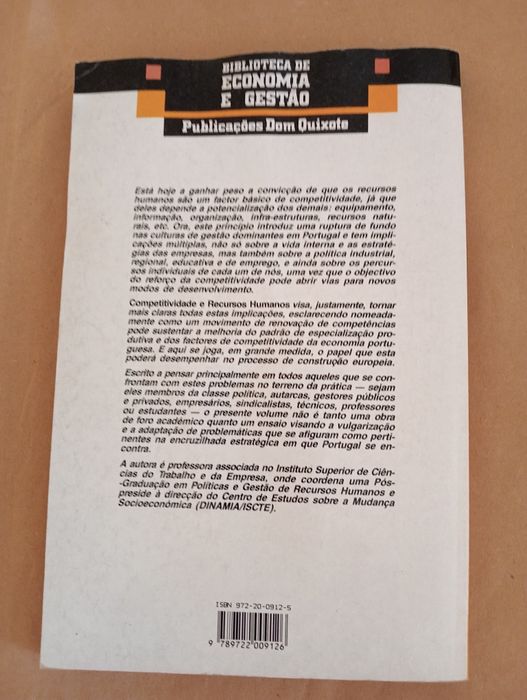 BIBLIOTECA DE
ECONOMIA
E GESTÃO
Publicações Dom Quixote
Está hoje a ganhar peso a convicção de que os recursos
humanos são um factor básico de competitividade, já que
deles depende a potencialização dos demais: equipamento,
informação, organização, infra-estruturas, recursos natu-
rais, etc. Ora, este princípio introduz uma ruptura de fundo
nas culturas de gestão dominantes em Portugal e tem impli-
cações múltiplas, não só sobre a vida interna e as estraté-
gias das empresas, mas também sobre a política industrial,
regional, educativa e de emprego, e ainda sobre os percur-
sos individuais de cada um de nós, uma vez que o objectivo
do reforço da competitividade pode abrir vias para novos
modos de desenvolvimento.
Competitividade e Recursos Humanos visa, justamente, tornar
mais claras todas estas implicações, esclarecendo nomeada-
mente como um movimento de renovação de competências
pode sustentar a melhoria do padrão de especialização pro-
dutiva e dos factores de competitividade da economia portu-
guesa. E aqui se joga, em grande medida, o papel que esta
poderá desempenhar no processo de construção europeia.
Escrito a pensar principalmente em todos aqueles que se con-
frontam com estes problemas no terreno da prática — sejam
eles membros da classe política, autarcas, gestores públicos
e privados, empresários, sindicalistas, técnicos, professores
ou estudantes — o presente volume não é tanto uma obra
de foro académico quanto um ensaio visando a vulgarização
e a adaptação de problemáticas que se afiguram como perti-
nentes na encruzilhada estratégica em que Portugal se en-
contra.
A autora é professora associada no Instituto Superior de Ciên-
cias do Trabalho e da Empresa, onde coordena uma Pós-
-Graduação em Políticas e Gestão de Recursos Humanos e
preside à direcção do Centro de Estudos sobre a Mudança
Socioeconómica (DINAMIA/ISCTE).
ISBN 972-20-0912-5
9 789722 009126